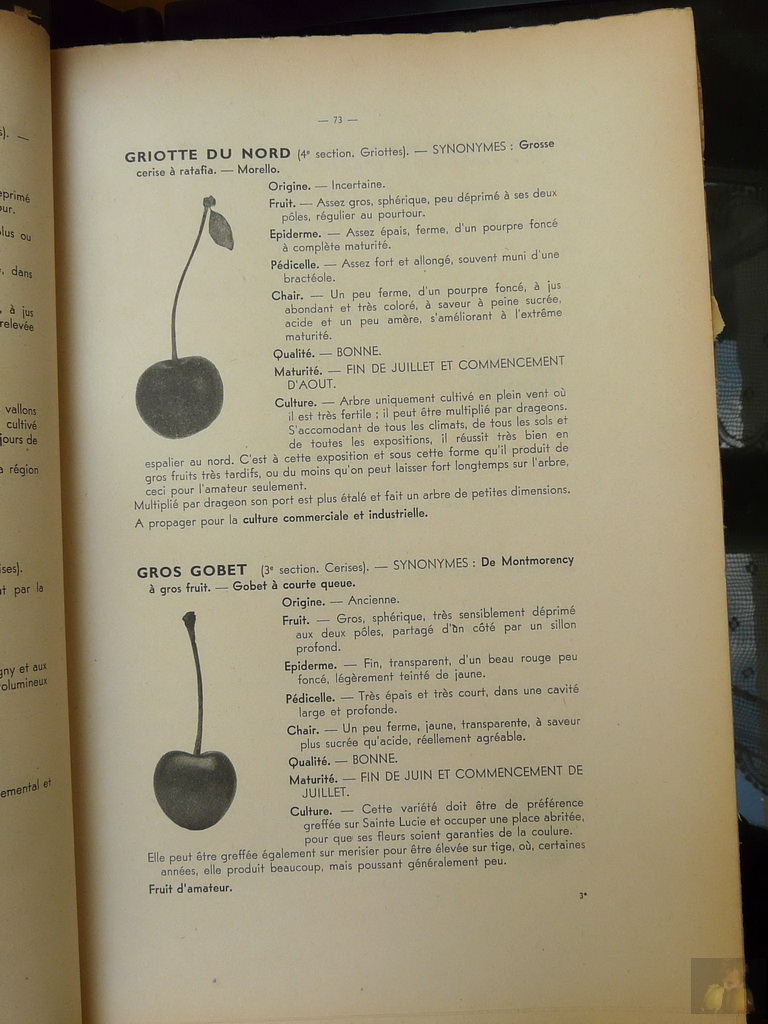 — 73 —
GRIOTTE DU NORD (4e section. Griottes). — SYNONYMES : Grosse
cerise à ratafia. — Morello.
Origine. — Incertaine.
Fruit. — Assez gros, sphérique, peu déprimé à ses deux
pôles, régulier au pourtour.
Epiderme. — Assez épais, ferme, d'un pourpre foncé
à complète maturité.
Pédicelle. — Assez fort et allongé, souvent muni d'une
bractéole.
Chair. — Un peu ferme, d'un pourpre foncé, à jus
abondant et très coloré, à saveur à peine sucrée,
acide et un peu amère, s'améliorant à l'extrême
maturité.
Qualité. — BONNE.
Maturité. — FIN DE JUILLET ET COMMENCEMENT
D'AOUT.
Culture. — Arbre uniquement cultivé en plein vent où
il est très fertile ; il peut être multiplié par drageons.
S'accomodant de tous les climats, de tous les sols et
de toutes les expositions, il réussit très bien en
espalier au nord. C'est à cette exposition et sous cette forme qu'il produit de
gros fruits très tardifs, ou du moins qu'on peut laisser fort longtemps sur l'arbre,
ceci pour l'amateur seulement.
Multiplié par drageon son port est plus étalé et fait un arbre de petites dimensions.
A propager pour la culture commerciale et industrielle.
GROS GOBET (3e section. Cerises). — SYNONYMES : De Montmorency
à gros fruit. — Gobet à courte queue.
Origine. — Ancienne.
Fruit. — Gros, sphérique, très sensiblement déprimé
aux deux pôles, partagé d'un côté par un sillon
profond.
Epiderme. — Fin, transparent, d'un beau rouge peu
foncé, légèrement teinté de jaune.
Pédicelle. — Très épais et très court, dans une cavité
large et profonde.
Chair. — Un peu ferme, jaune, transparente, à saveur
plus sucrée qu'acide, réellement agréable.
Qualité. — BONNE.
Maturité. — FIN DE JUIN ET COMMENCEMENT DE
JUILLET.
Culture. — Cette variété doit être de préférence
greffée sur Sainte Lucie et occuper une place abritée,
pour que ses fleurs soient garanties de la coulure.
Elle peut être greffée également sur merisier pour être élevée sur tige, où, certaines
années, elle produit beaucoup, mais poussant généralement peu.
Fruit d'amateur.
3*